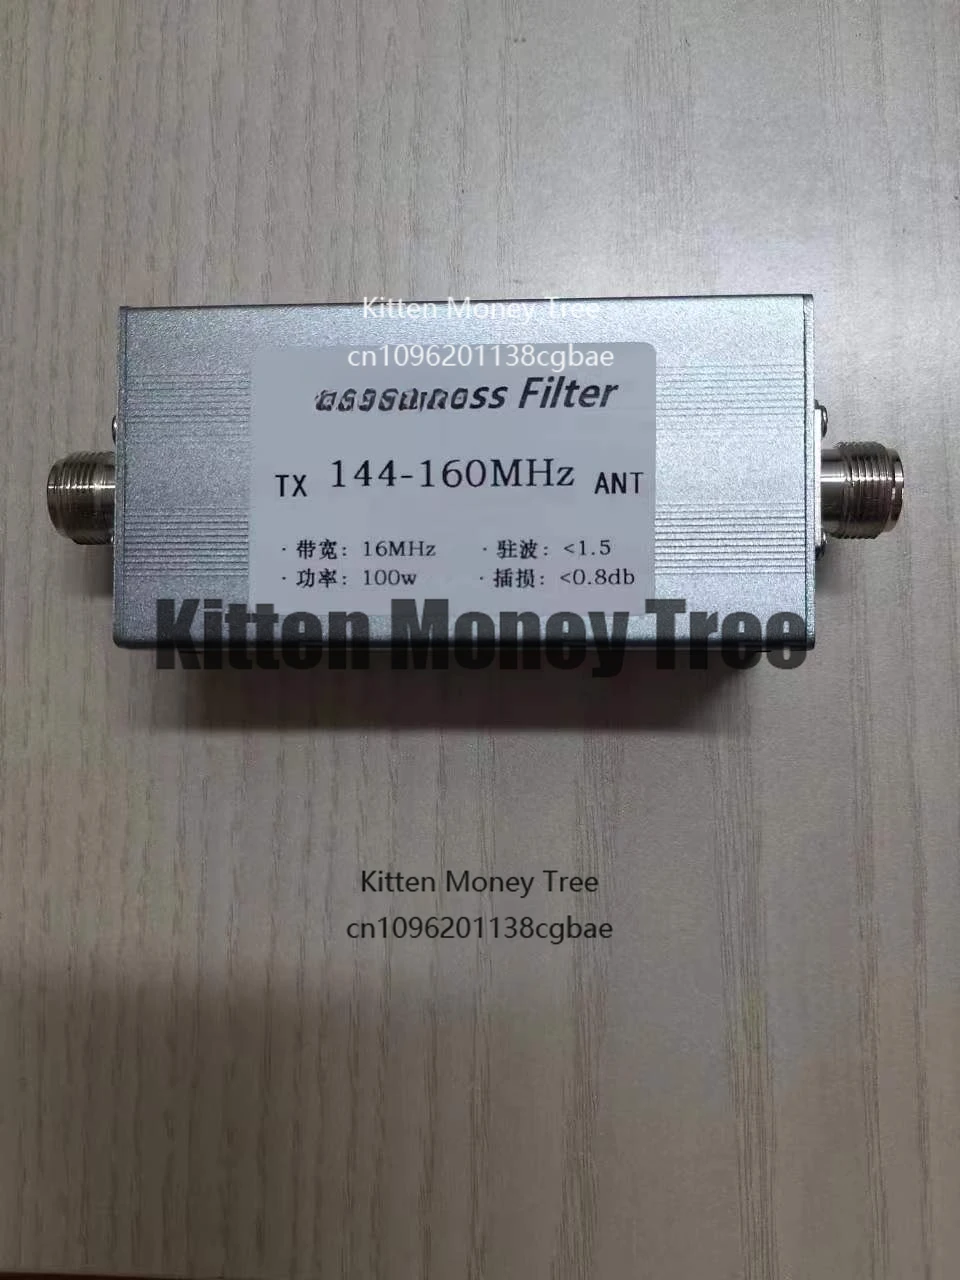 Kitten Money Tree
cn1096201138cgbae
Filter
TX 144-160MHz ANT
· 带宽: 16MHz · 驻波: <1.5
· 功率: 100w · 插损: <0.8db
Kitten Money Tree
Kitten Money Tree
cn1096201138cgbae